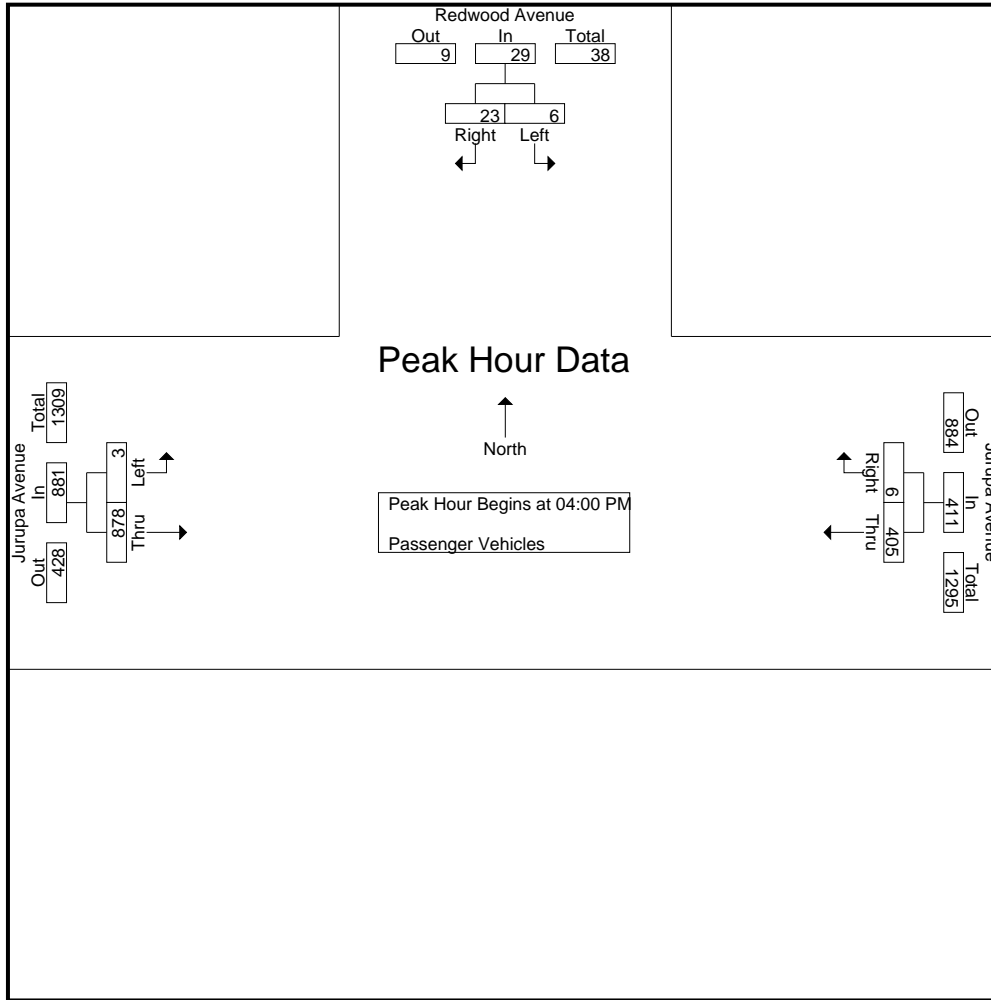 Redwood Avenue
Out In Total
9 29 38
23 6
Right Left
Peak Hour Data
North
Peak Hour Begins at 04:00 PM
Passenger Vehicles
Jurupa Avenue
Out In Total
428 881 1309
878 3
Thru Left
Jurupa Avenue
Out In Total
884 411 1295
Right Thru
6 405